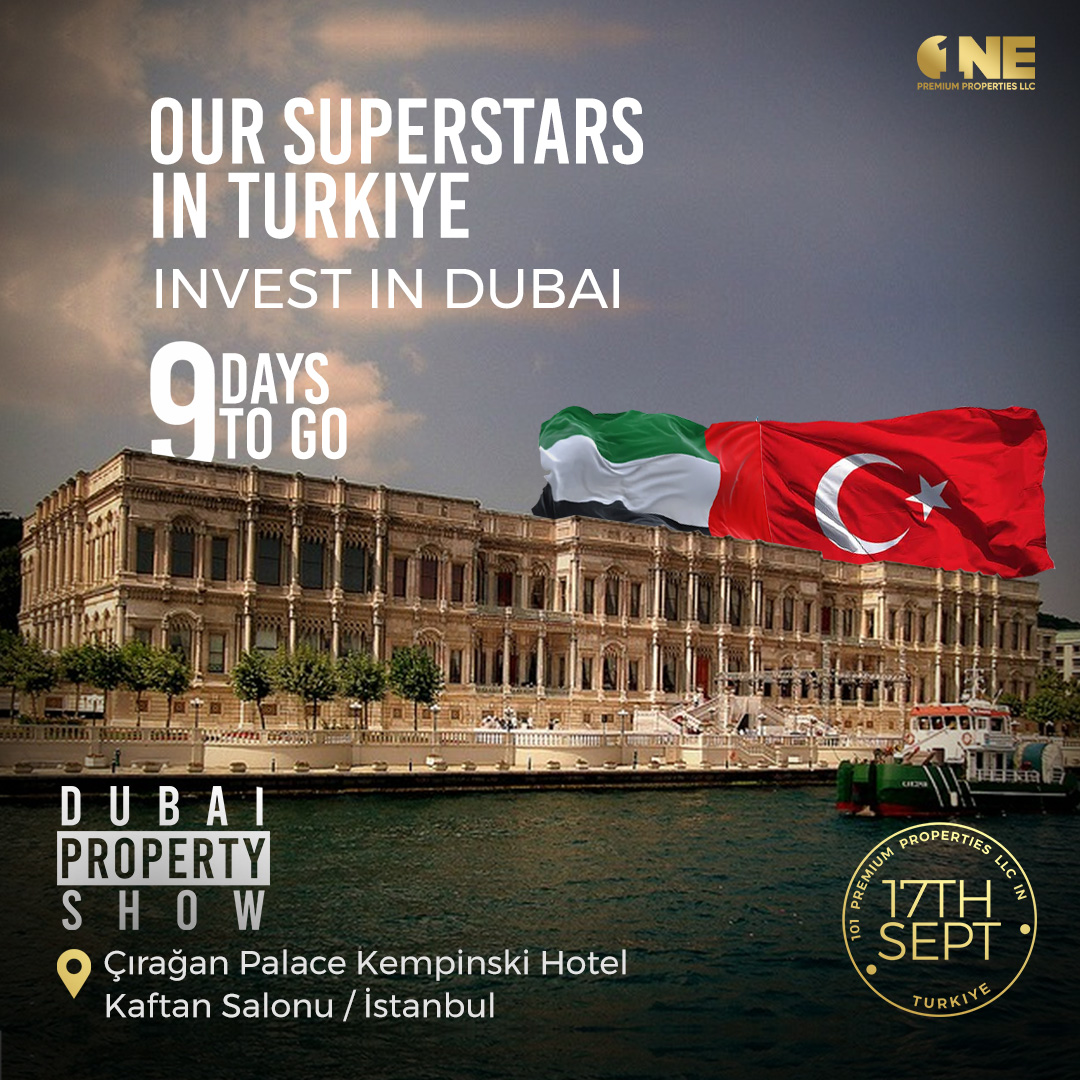 1NE
PREMIUM PROPERTIES LLC
OUR SUPERSTARS
IN TURKIYE
INVEST IN DUBAI
9 DAYS
TO GO
DUBAI
PROPERTY
SHOW
Çırağan Palace Kempinski Hotel
Kaftan Salonu / İstanbul
101 PREMIUM PROPERTIES LLC IN
17TH
SEPT
TURKIYE